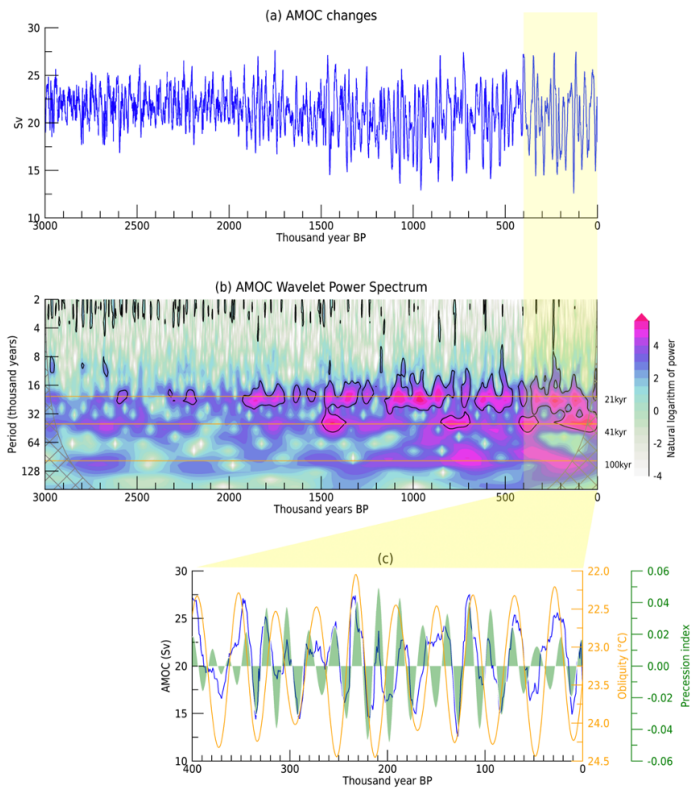 (a) AMOC changes
30
25
20
15
10
Sv
3000 2500 2000 1500 1000 500 0
Thousand year BP
(b) AMOC Wavelet Power Spectrum
2
4
8
16
32
64
128
Period (thousand years)
21kyr
41kyr
100kyr
4
2
0
-2
-4
Natural logarithm of power
3000 2500 2000 1500 1000 500 0
Thousand years BP
(c)
30
25
20
15
10
AMOC (Sv)
22.0
22.5
23.0
23.5
24.0
24.5
Obliquity (°C)
0.06
0.04
0.02
0.00
-0.02
-0.04
-0.06
Precession index
400 300 200 100 0
Thousand year BP